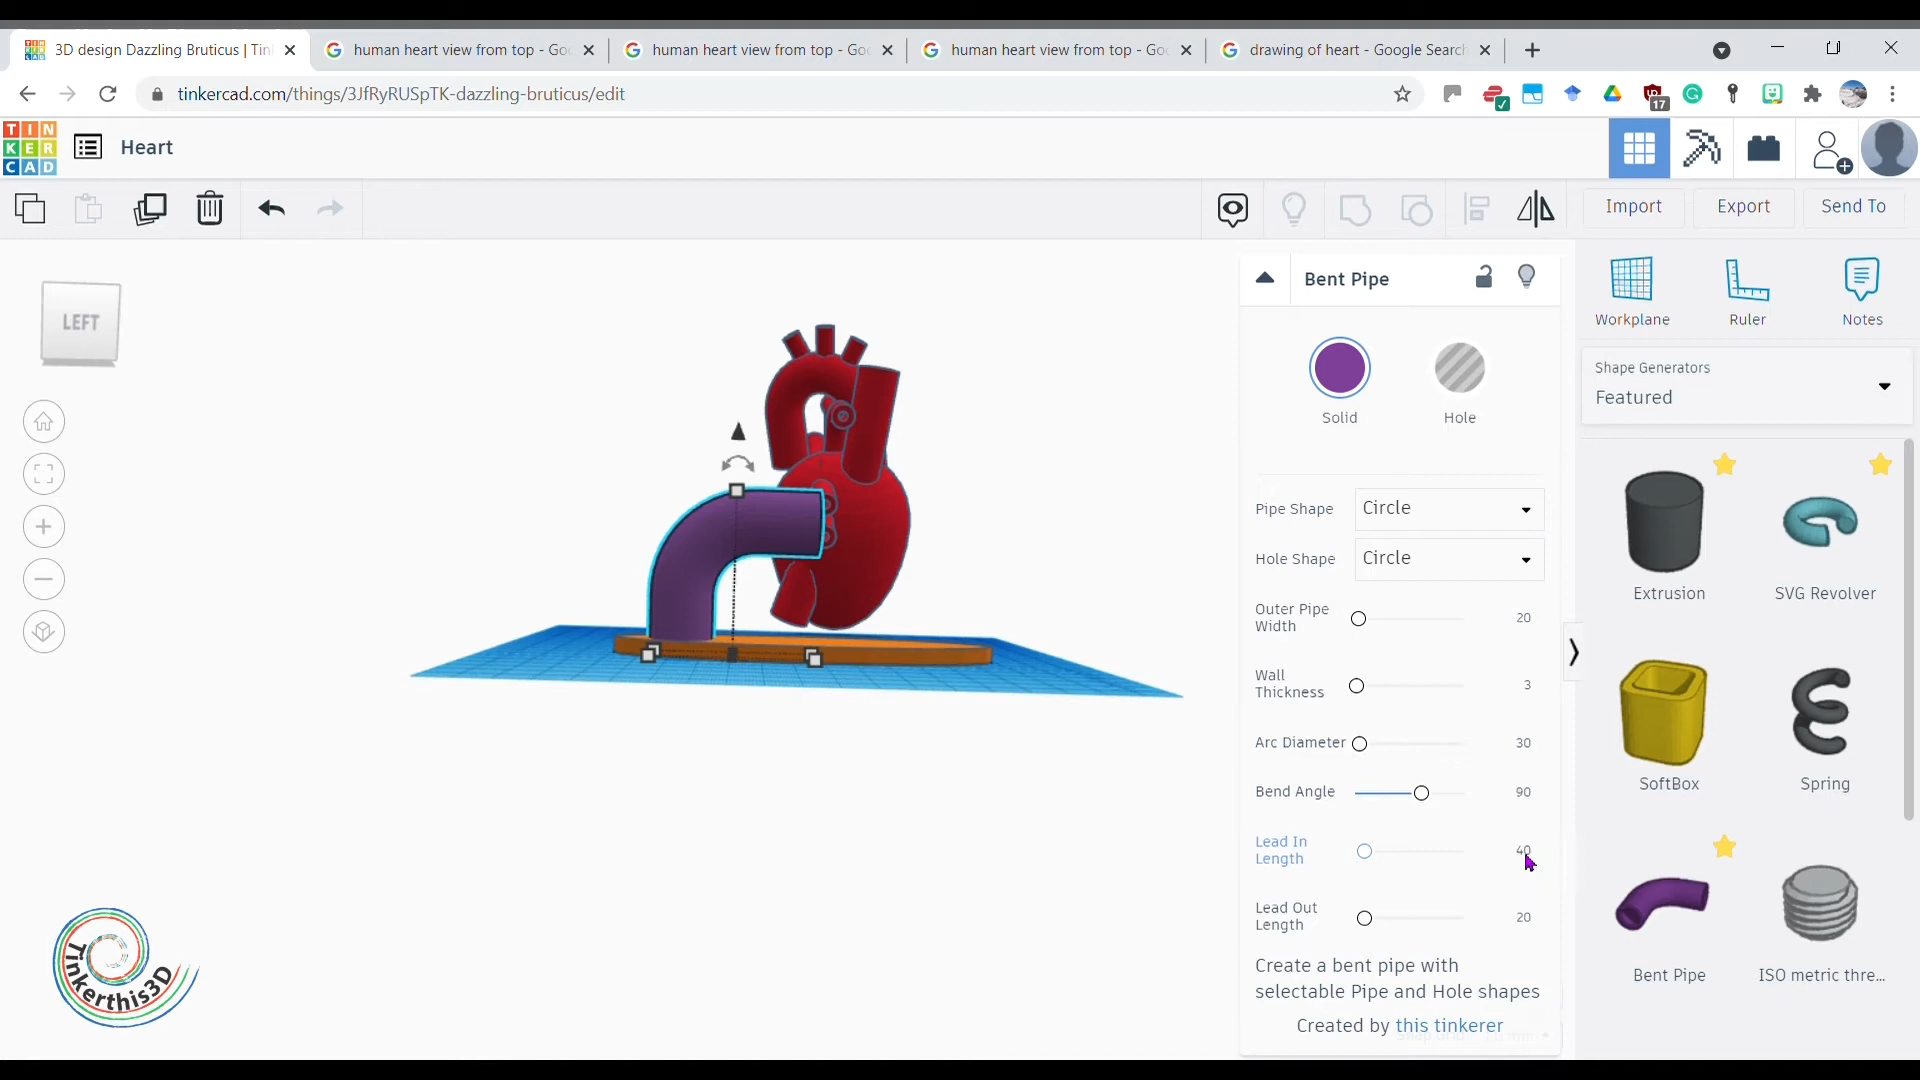 3D design Dazzling Bruticus | Tin
human heart view from top - Goo
human heart view from top - Goo
human heart view from top - Goo
drawing of heart - Google Search
tinkercad.com/things/3JfRyRUSpTK-dazzling-bruticus/edit
17
TIN
KER
CAD
Heart
Import
Export
Send To
LEFT
Bent Pipe
Solid
Hole
Pipe Shape
Circle
Hole Shape
Circle
Outer Pipe
Width
20
Wall
Thickness
3
Arc Diameter
30
Bend Angle
90
Lead In
Length
40
Lead Out
Length
20
Create a bent pipe with
selectable Pipe and Hole shapes
Created by this tinkerer
Workplane
Ruler
Notes
Shape Generators
Featured
Extrusion
SVG Revolver
SoftBox
Spring
Bent Pipe
ISO metric thre...
Tinkerthis3D